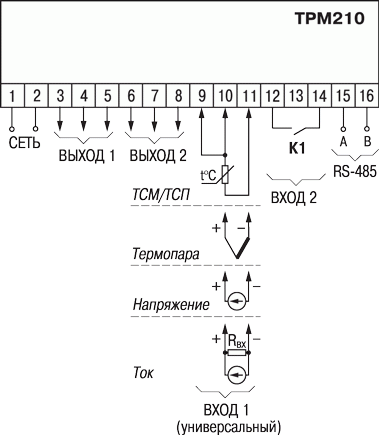 ТРМ210
1 2 3 4 5 6 7 8 9 10 11 12 13 14 15 16
СЕТЬ
ВЫХОД 1
ВЫХОД 2
К1
A B
RS-485
t°C
ТСМ/ТСП
ВХОД 2
+ −
Термопара
+ −
Напряжение
+ −
Rвх
Ток
ВХОД 1
(универсальный)